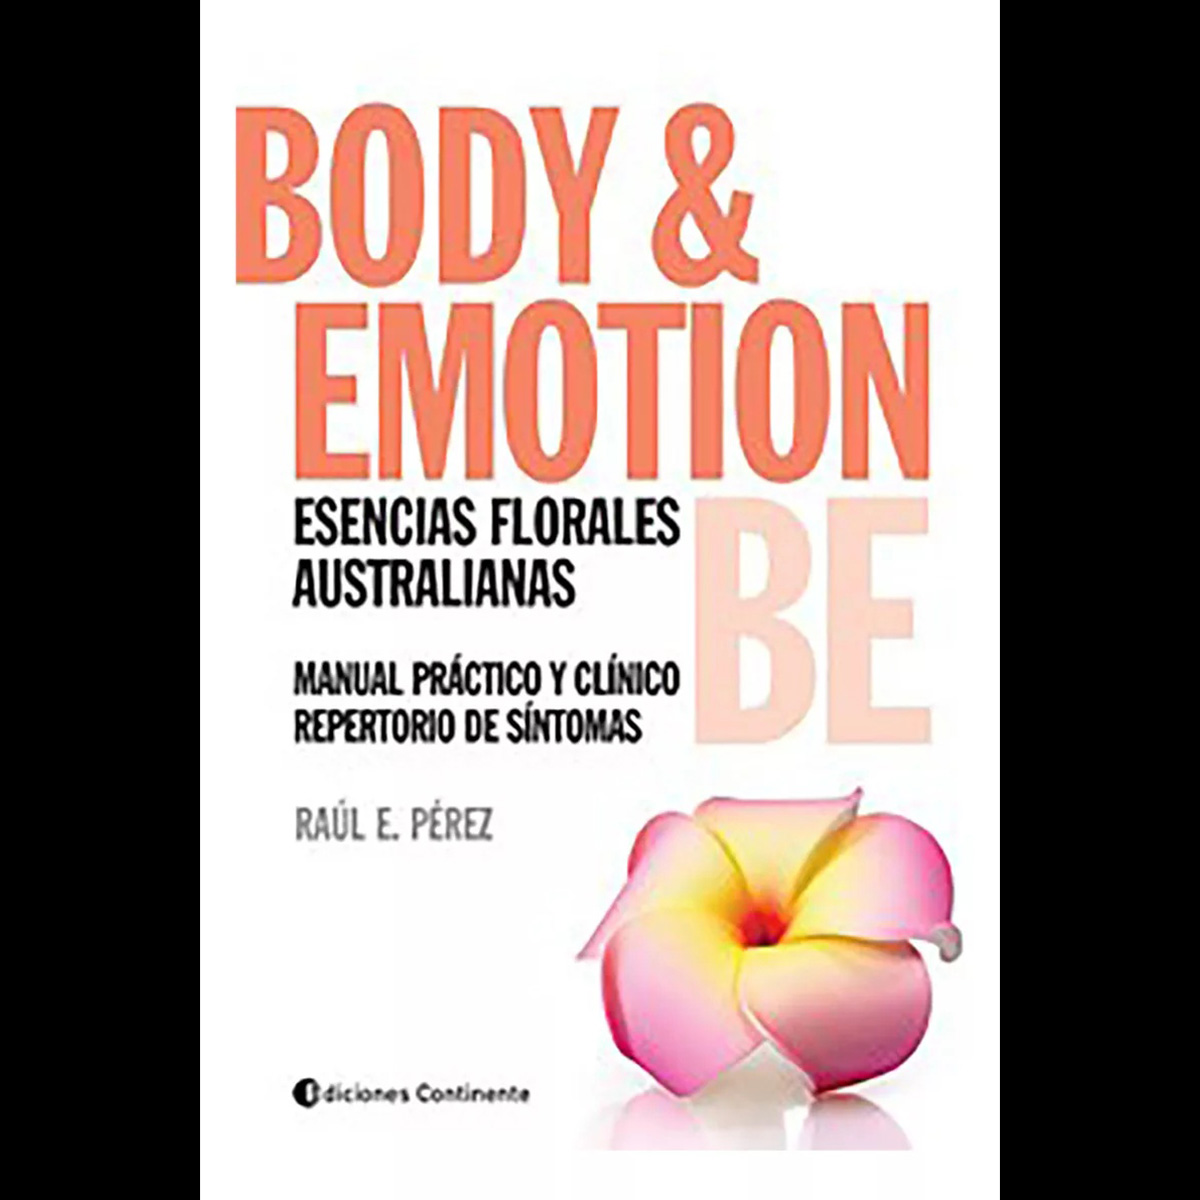 BODY &
EMOTION
BE
ESENCIAS FLORALES
AUSTRALIANAS
MANUAL PRÁCTICO Y CLÍNICO
REPERTORIO DE SÍNTOMAS
RAÚL E. PÉREZ
Ediciones Continente